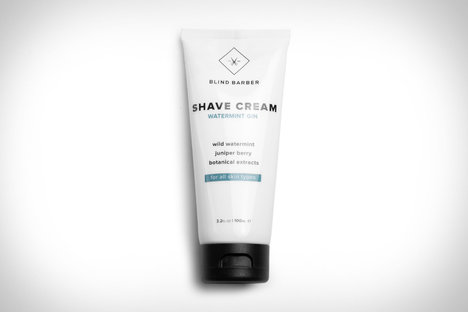 BLIND BARBER
SHAVE CREAM
WATERMINT GIN
wild watermint
juniper berry
botanical extracts
for all skin types